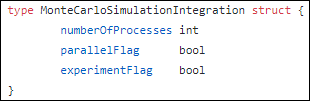 type MonteCarloSimulationIntegration struct {
numberOfProcesses int
parallelFlag bool
experimentFlag bool
}